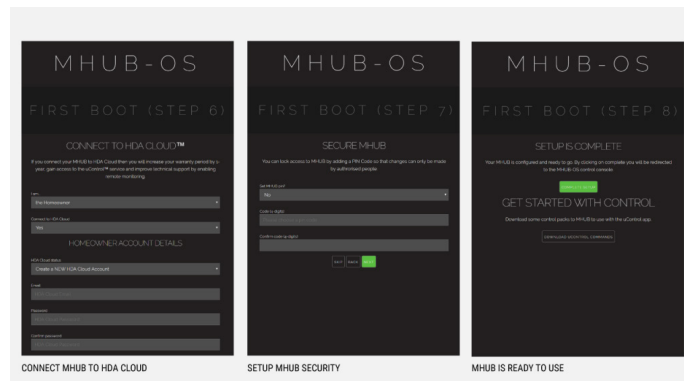 MHUB-OS
FIRST BOOT (STEP 6)
CONNECT TO HDA CLOUD™
If you connect your MHUB to HDA Cloud then you will increase your warranty period by a
year, gain access to the uControl™ service and improve technical support by enabling
remote monitoring.
I am
the Homeowner
Connect to HDA Cloud
Yes
HOMEOWNER ACCOUNT DETAILS
HDA Cloud status
Create a NEW HDA Cloud Account
Email
Password
Confirm password
CONNECT MHUB TO HDA CLOUD
MHUB-OS
FIRST BOOT (STEP 7)
SECURE MHUB
You can lock access to MHUB by adding a PIN Code so that changes can only be made
by authorised people.
Set MHUB pin?
No
Code (4 digits)
Confirm code (4 digits)
EXIT BACK NEXT
SETUP MHUB SECURITY
MHUB-OS
FIRST BOOT (STEP 8)
SETUP IS COMPLETE
Your MHUB is configured and ready to go. By clicking on complete you will be redirected
to the MHUB-OS control console.
GET STARTED WITH CONTROL
Download some control packs to MHUB to use with the uControl app.
DOWNLOAD UCONTROL COMMANDS
MHUB IS READY TO USE